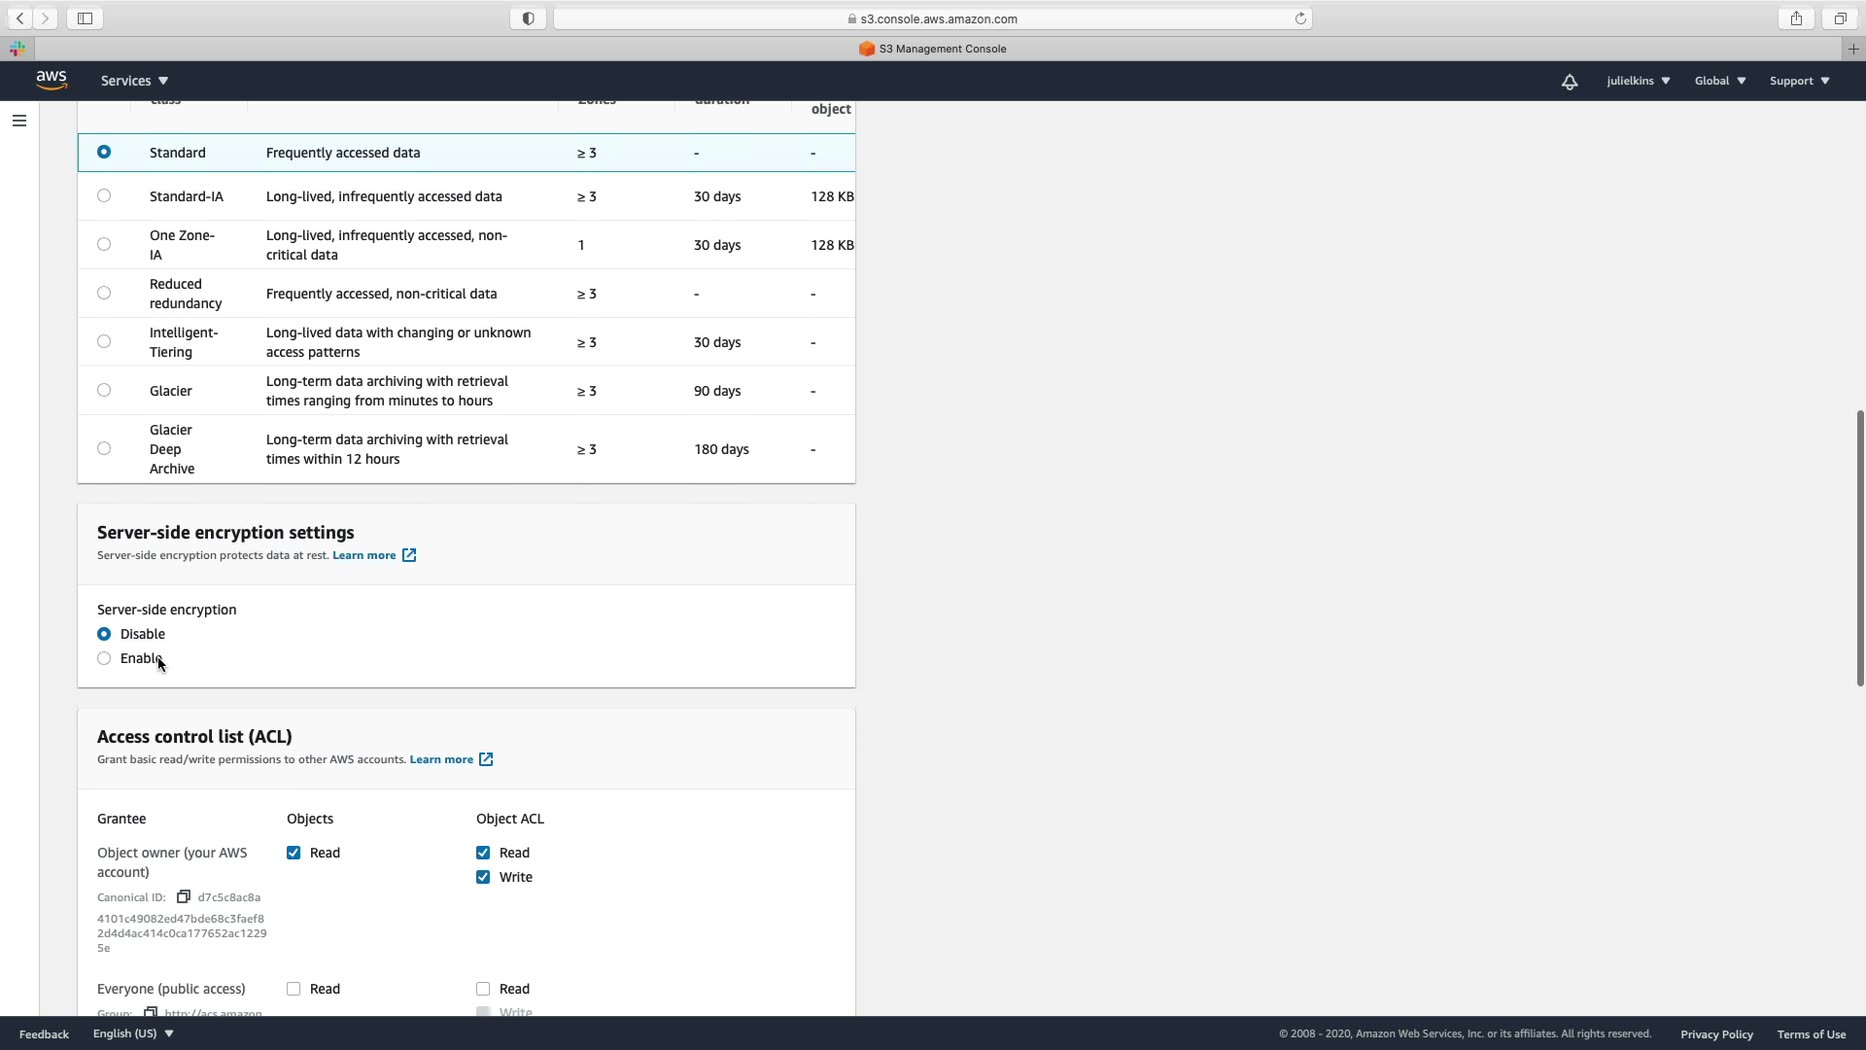 s3.console.aws.amazon.com
S3 Management Console
aws
Services
julielkins
Global
Support
class
Zones
duration
object
Standard
Frequently accessed data
≥ 3
-
-
Standard-IA
Long-lived, infrequently accessed data
≥ 3
30 days
128 KB
One Zone-
IA
Long-lived, infrequently accessed, non-
critical data
1
30 days
128 KB
Reduced
redundancy
Frequently accessed, non-critical data
≥ 3
-
-
Intelligent-
Tiering
Long-lived data with changing or unknown
access patterns
≥ 3
30 days
-
Glacier
Long-term data archiving with retrieval
times ranging from minutes to hours
≥ 3
90 days
-
Glacier
Deep
Archive
Long-term data archiving with retrieval
times within 12 hours
≥ 3
180 days
-
Server-side encryption settings
Server-side encryption protects data at rest. Learn more
Server-side encryption
Disable
Enable
Access control list (ACL)
Grant basic read/write permissions to other AWS accounts. Learn more
Grantee
Objects
Object ACL
Object owner (your AWS
account)
Read
Read
Write
Canonical ID: d7c5c8ac8a
4101c49082ed47bde68c3faef8
2d4d4ac414c0ca177652ac1229
5e
Everyone (public access)
Read
Read
Group: http://acs.amazon
Write
Feedback
English (US)
© 2008 - 2020, Amazon Web Services, Inc. or its affiliates. All rights reserved.
Privacy Policy
Terms of Use